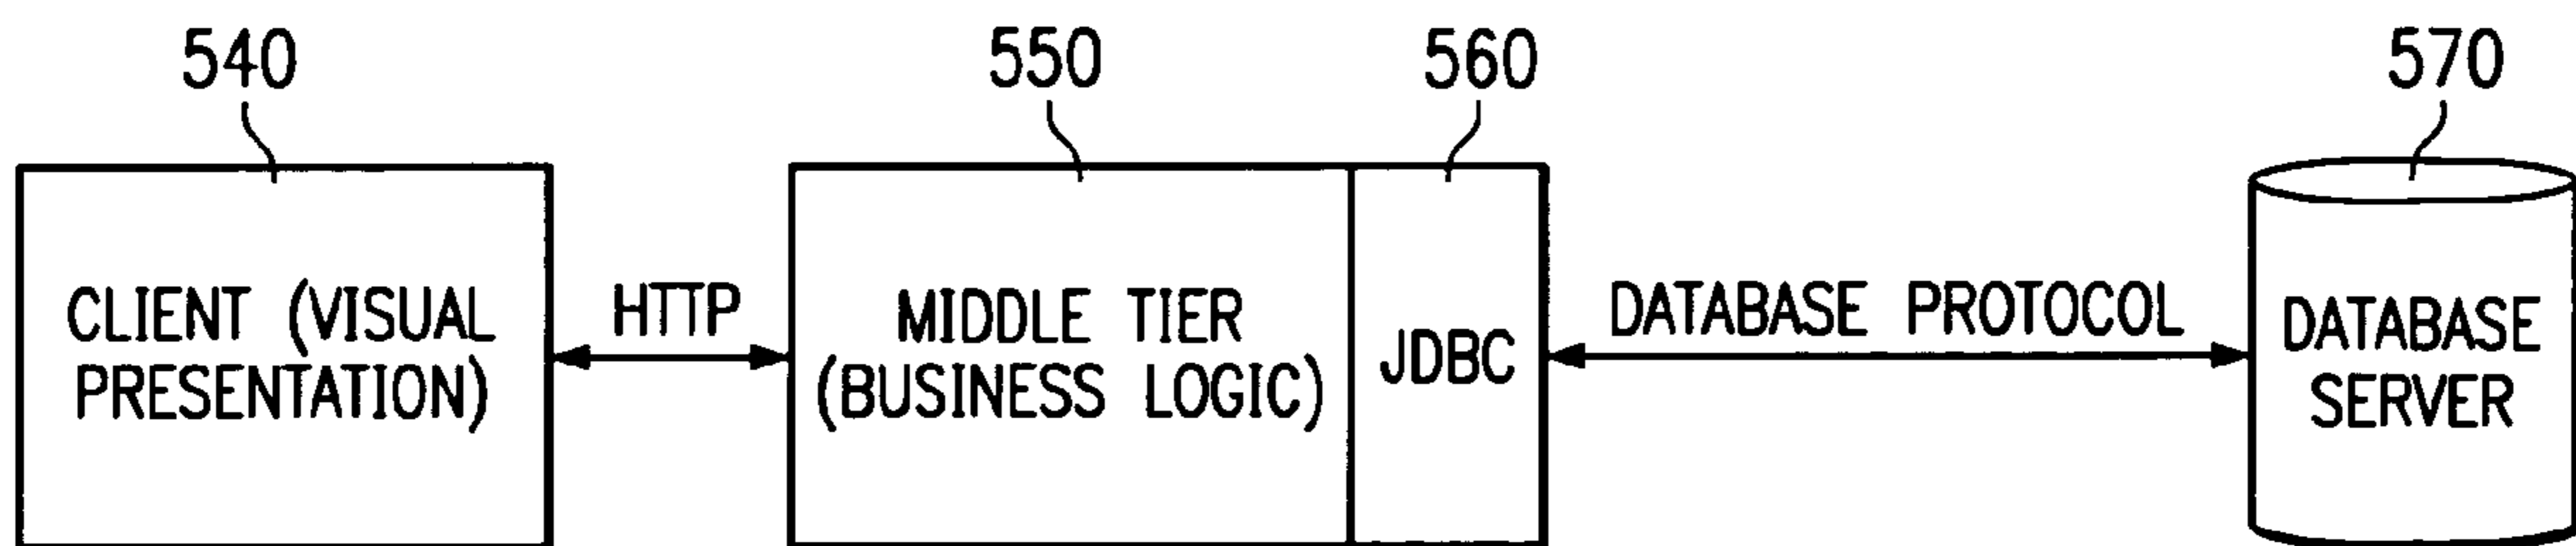 540
550
560
570
CLIENT (VISUAL
PRESENTATION)
HTTP
MIDDLE TIER
(BUSINESS LOGIC)
JDBC
DATABASE PROTOCOL
DATABASE
SERVER